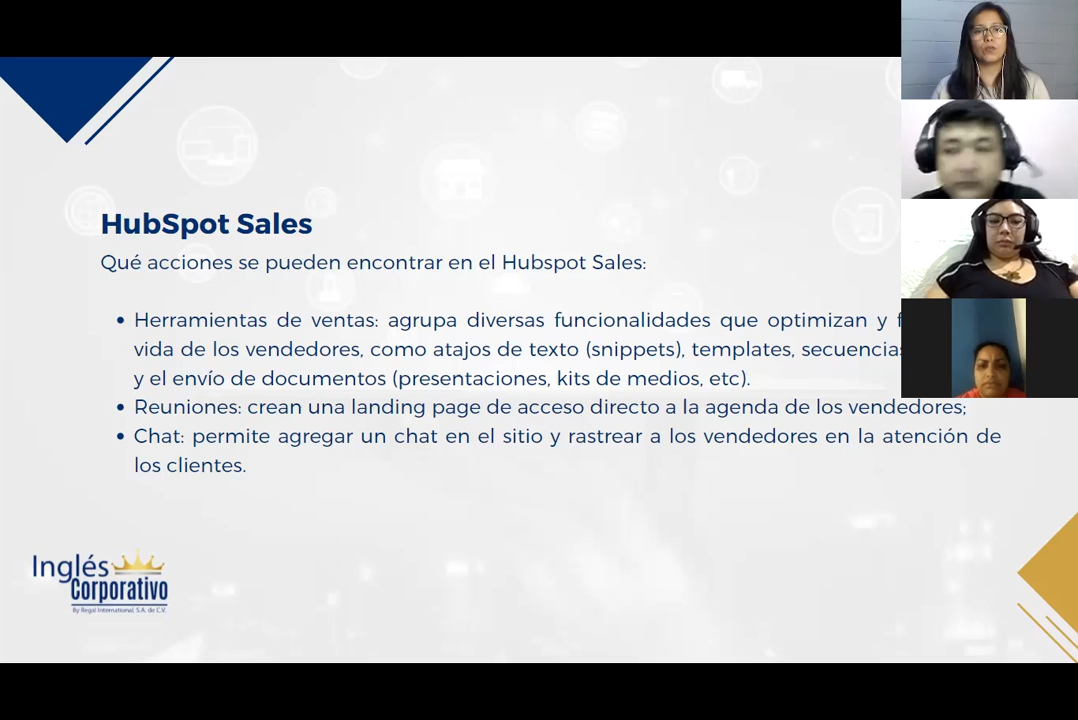 HubSpot Sales
Qué acciones se pueden encontrar en el Hubspot Sales:
• Herramientas de ventas: agrupa diversas funcionalidades que optimizan y
vida de los vendedores, como atajos de texto (snippets), templates, secuencias
y el envío de documentos (presentaciones, kits de medios, etc).
• Reuniones: crean una landing page de acceso directo a la agenda de los vendedores;
• Chat: permite agregar un chat en el sitio y rastrear a los vendedores en la atención de
los clientes.
Inglés
Corporativo
By Regal International, S.A. de C.V.